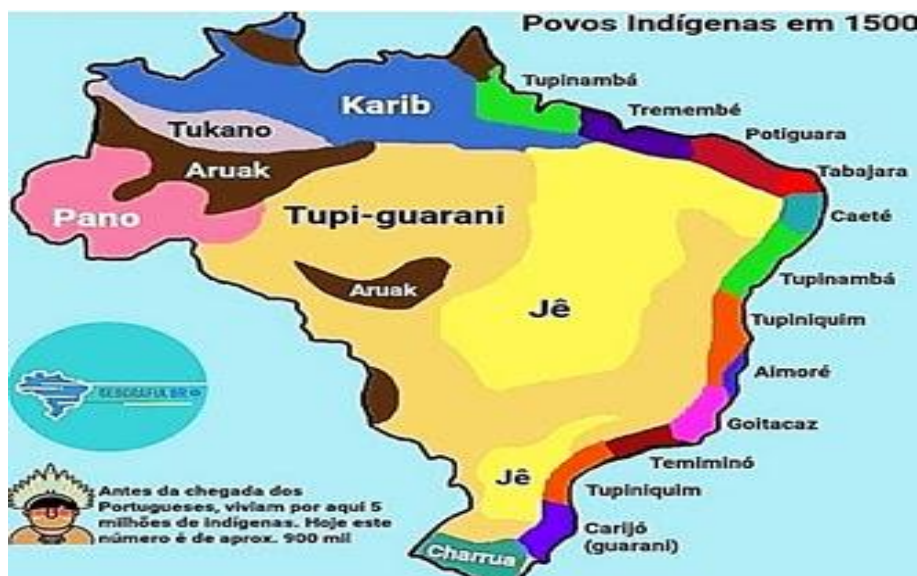 Povos Indígenas em 1500
Tupinambá
Karib
Tremembé
Tukano
Potiguara
Aruak
Tabajara
Pano
Tupi-guarani
Caeté
Aruak
Tupinambá
Jê
Tupiniquim
Aimoré
GEOGRAFIA BR
Goitacaz
Temiminó
Jê
Tupiniquim
Antes da chegada dos
Portugueses, viviam por aqui 5
milhões de indígenas. Hoje este
número é de aprox. 900 mil
Carijó
(guarani)
Charrua